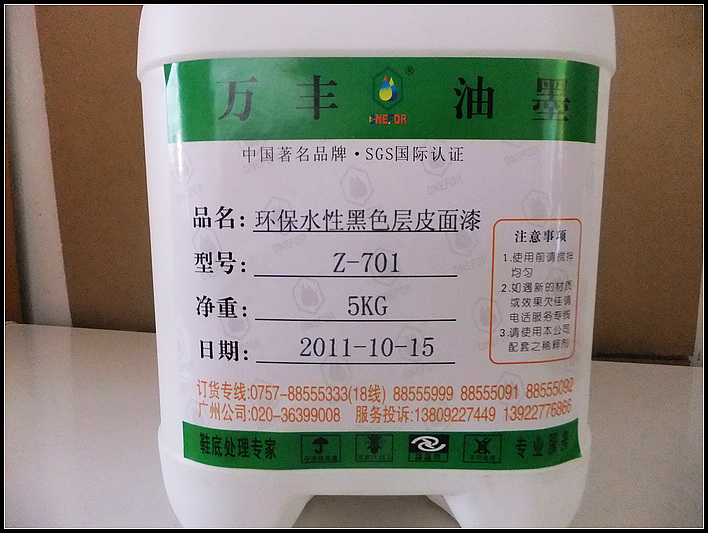 万丰 ® 油墨
ONEFOR
中国著名品牌·SGS国际认证
品名：环保水性黑色层皮面漆
型号： Z-701
净重： 5KG
日期： 2011-10-15
注意事项
1.使用前请搅拌
均匀
2.如遇新的材质
或效果欠佳请
电话服务专线
3.请使用本公司
配套之稀释剂
订货专线:0757-88555333(18线) 88555999 88555091 88555092
广州公司:020-36399008 服务投诉:13809227449 13922776866
鞋底处理专家 专业服务